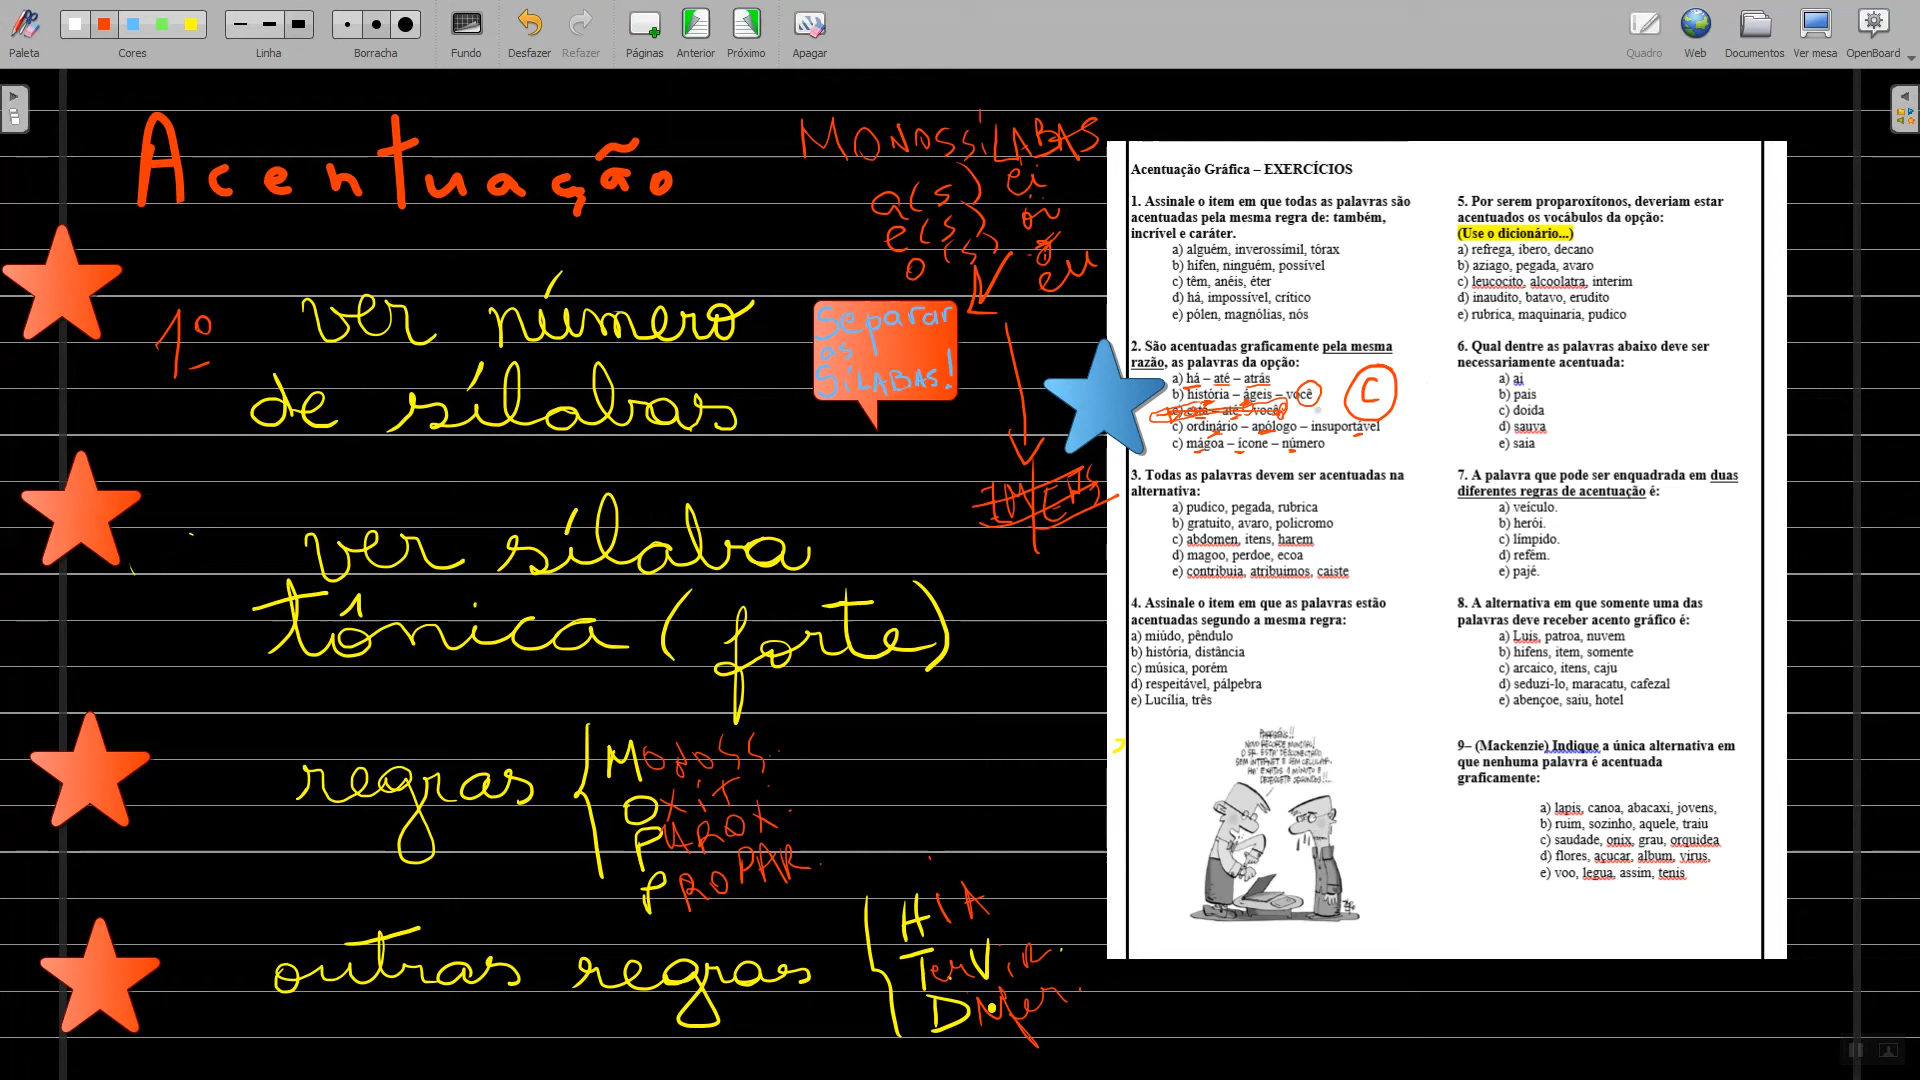 Paleta
Cores
Linha
Borracha
Fundo
Desfazer
Refazer
Páginas
Anterior
Próximo
Apagar
Quadro
Web
Documentos
Ver mesa
OpenBoard
Acentuação
MONOSSÍLABAS
a(s) ei
e(s) oi
o(s)
eu
1º ver número
de sílabas
Separar
as
SÍLABAS!
ver sílaba
tônica (forte)
regras
MONOSS.
OXÍT.
PAROX.
PROPAR.
outras regras
HIA
TerVir.
Difer.
Acentuação Gráfica – EXERCÍCIOS
1. Assinale o item em que todas as palavras são
acentuadas pela mesma regra de: também,
incrível e caráter.
a) alguém, inverossímil, tórax
b) hífen, ninguém, possível
c) têm, anéis, éter
d) há, impossível, crítico
e) pólen, magnólias, nós
2. São acentuadas graficamente pela mesma
razão, as palavras da opção:
a) há – até – atrás
b) história – ágeis – você
– até – você
c) ordinário – apólogo – insuportável
c) mágoa – ícone – número
C
3. Todas as palavras devem ser acentuadas na
alternativa:
a) pudico, pegada, rubrica
b) gratuito, avaro, policromo
c) abdomen, itens, harem
d) magoo, perdoe, ecoa
e) contribuia, atribuimos, caiste
4. Assinale o item em que as palavras estão
acentuadas segundo a mesma regra:
a) miúdo, pêndulo
b) história, distância
c) música, porém
d) respeitável, pálpebra
e) Lucília, três
5. Por serem proparoxítonos, deveriam estar
acentuados os vocábulos da opção:
(Use o dicionário...)
a) refrega, ibero, decano
b) aziago, pegada, avaro
c) leucocito, alcoolatra, interim
d) inaudito, batavo, erudito
e) rubrica, maquinaria, pudico
6. Qual dentre as palavras abaixo deve ser
necessariamente acentuada:
a) ai
b) pais
c) doida
d) sauva
e) saia
7. A palavra que pode ser enquadrada em duas
diferentes regras de acentuação é:
a) veículo.
b) herói.
c) límpido.
d) refém.
e) pajé.
8. A alternativa em que somente uma das
palavras deve receber acento gráfico é:
a) Luis, patroa, nuvem
b) hifens, item, somente
c) arcaico, itens, caju
d) seduzi-lo, maracatu, cafezal
e) abençoe, saiu, hotel
9– (Mackenzie) Indique a única alternativa em
que nenhuma palavra é acentuada
graficamente:
a) lapis, canoa, abacaxi, jovens,
b) ruim, sozinho, aquele, traiu
c) saudade, onix, grau, orquidea
d) flores, açucar, album, virus,
e) voo, legua, assim, tenis